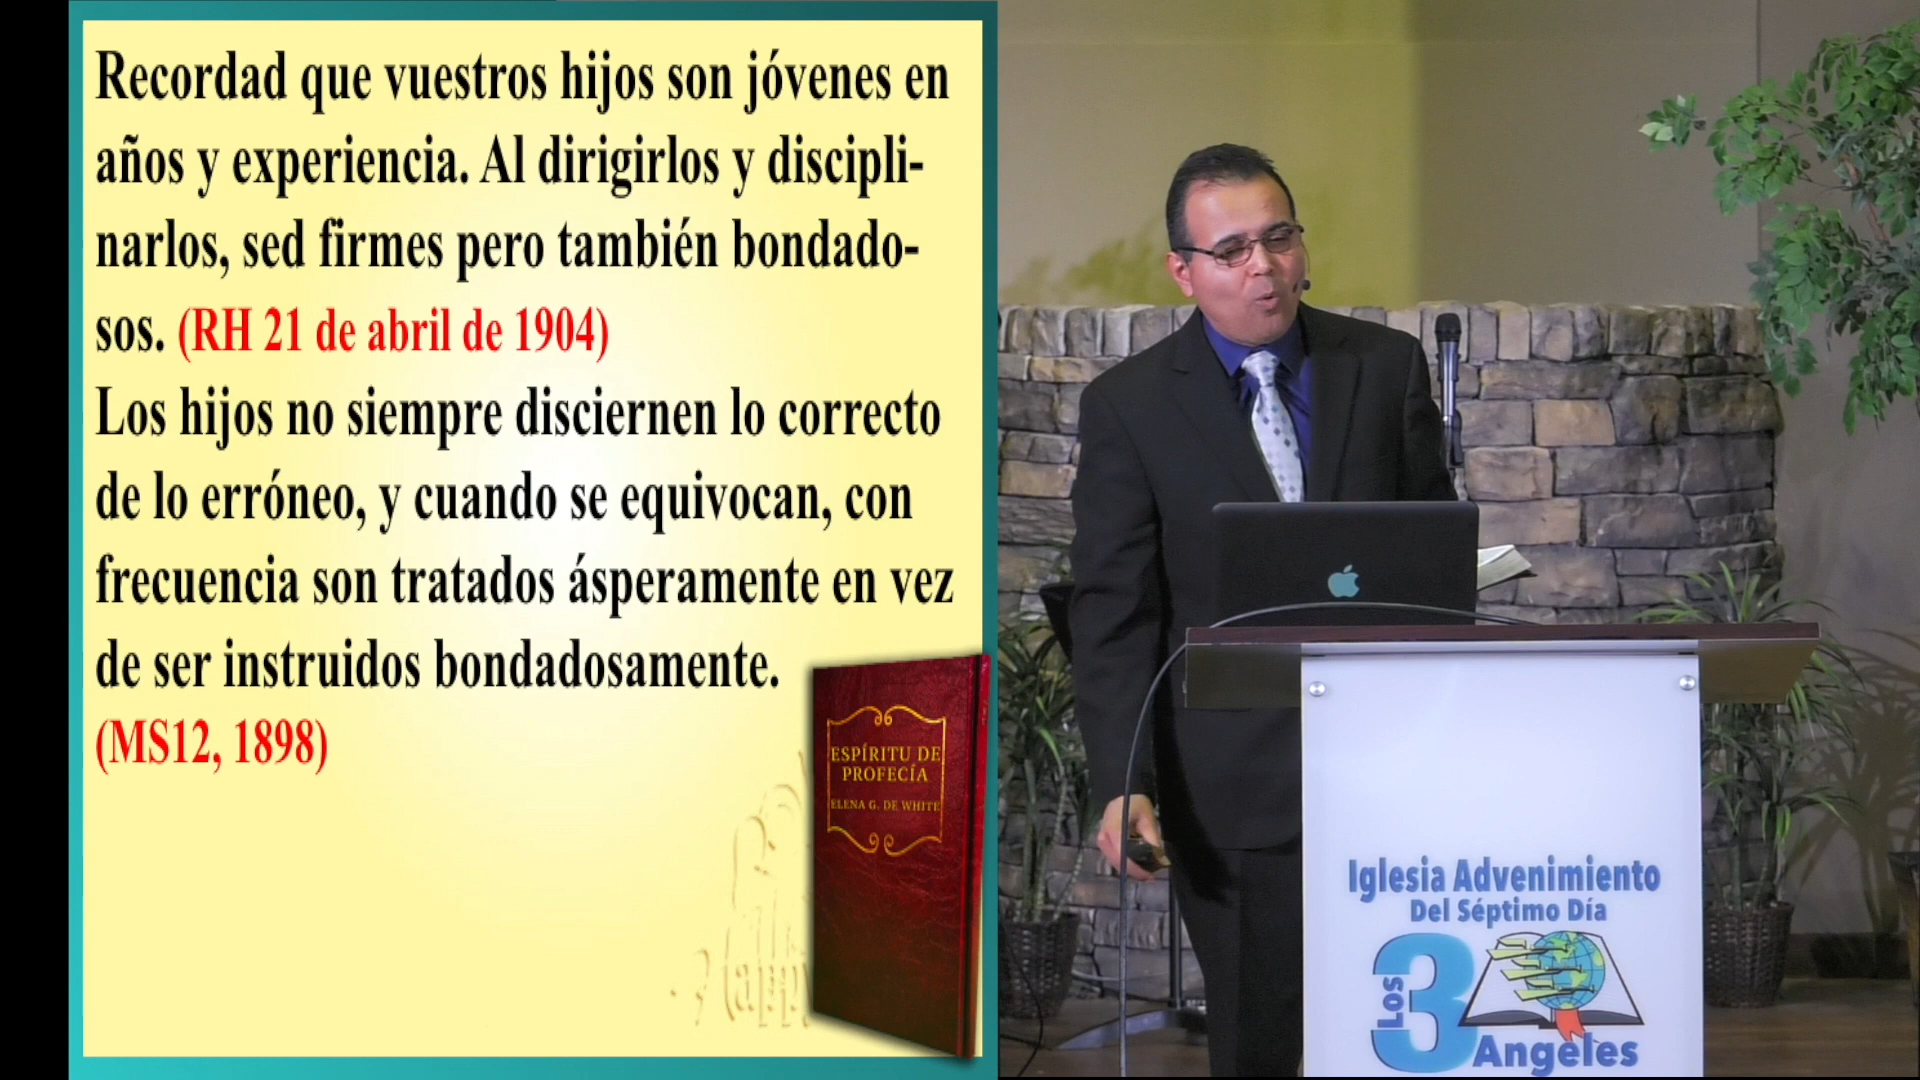 Recordad que vuestros hijos son jóvenes en
años y experiencia. Al dirigirlos y discipli-
narlos, sed firmes pero también bondado-
sos. (RH 21 de abril de 1904)
Los hijos no siempre disciernen lo correcto
de lo erróneo, y cuando se equivocan, con
frecuencia son tratados ásperamente en vez
de ser instruidos bondadosamente.
(MS12, 1898)
ESPÍRITU DE
PROFECÍA
ELENA G. DE WHITE
Iglesia Advenimiento
Del Séptimo Día
Los
3
Angeles